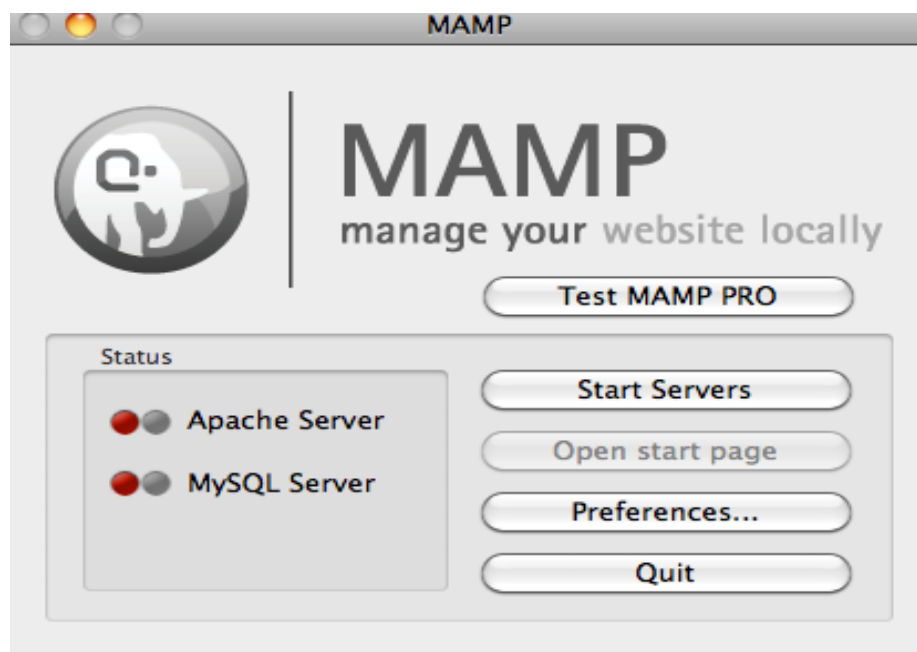 MAMP
MAMP
manage your website locally
Test MAMP PRO
Status
Apache Server
MySQL Server
Start Servers
Open start page
Preferences...
Quit